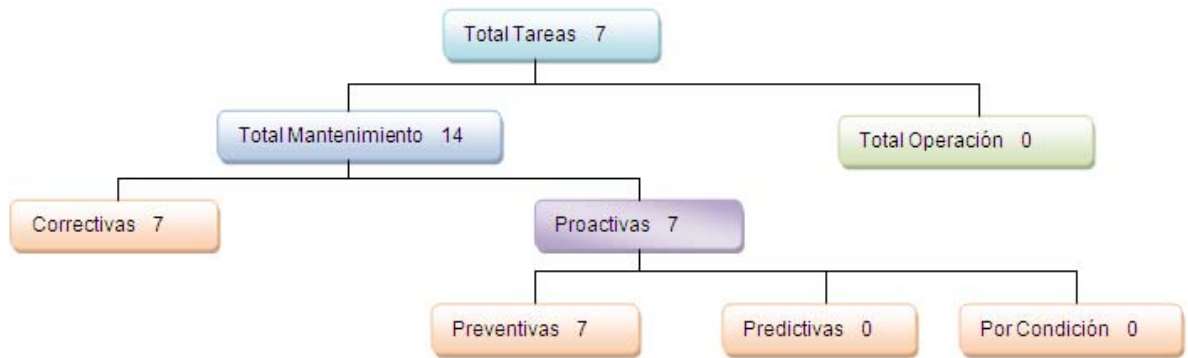 Total Tareas 7
Total Mantenimiento 14
Total Operación 0
Correctivas 7
Proactivas 7
Preventivas 7
Predictivas 0
Por Condición 0